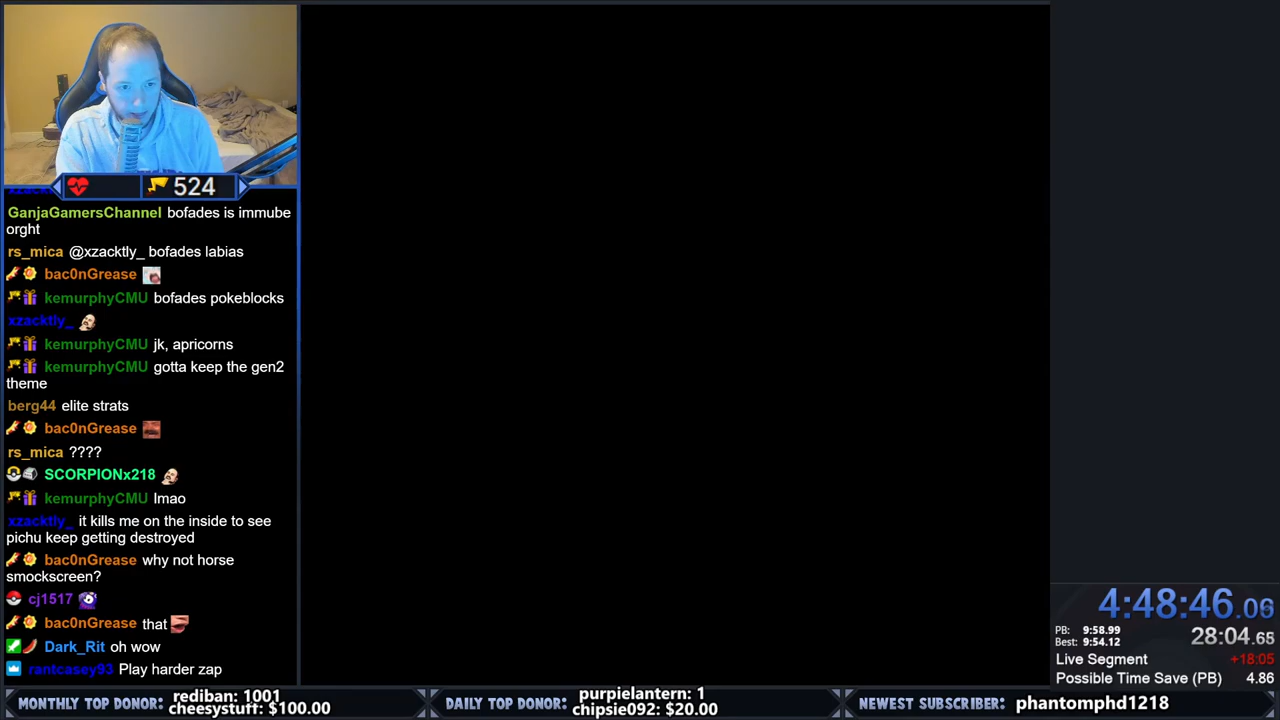 524
GanjaGamersChannel bofades is immube
orght
rs_mica @xzacktly_ bofades labias
bac0nGrease
kemurphyCMU bofades pokeblocks
xzacktly_
kemurphyCMU jk, apricorns
kemurphyCMU gotta keep the gen2
theme
berg44 elite strats
bac0nGrease
rs_mica ????
SCORPIONx218
kemurphyCMU lmao
xzacktly_ it kills me on the inside to see
pichu keep getting destroyed
bac0nGrease why not horse
smockscreen?
cj1517
bac0nGrease that
Dark_Rit oh wow
rantcasey93 Play harder zap
4:48:46.06
PB: 9:58.99
Best: 9:54.12
28:04.65
Live Segment +18:05
Possible Time Save (PB) 4.86
MONTHLY TOP DONOR: rediban: 1001
cheesystuff: $100.00
DAILY TOP DONOR: purpielantern: 1
chipsie092: $20.00
NEWEST SUBSCRIBER: phantomphd1218